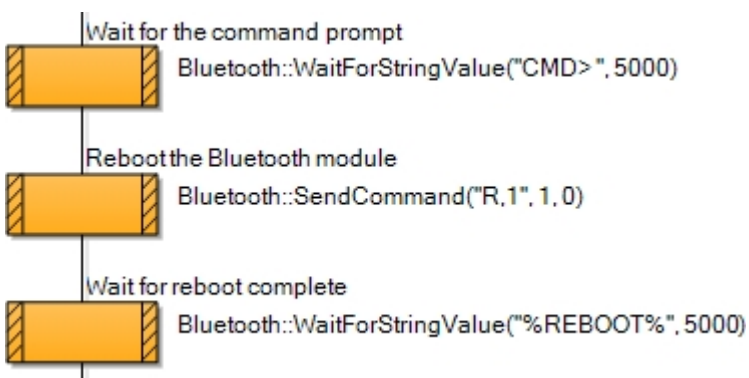 Wait for the command prompt
Bluetooth::WaitForStringValue("CMD> ", 5000)
Reboot the Bluetooth module
Bluetooth::SendCommand("R,1", 1, 0)
Wait for reboot complete
Bluetooth::WaitForStringValue("%REBOOT%", 5000)